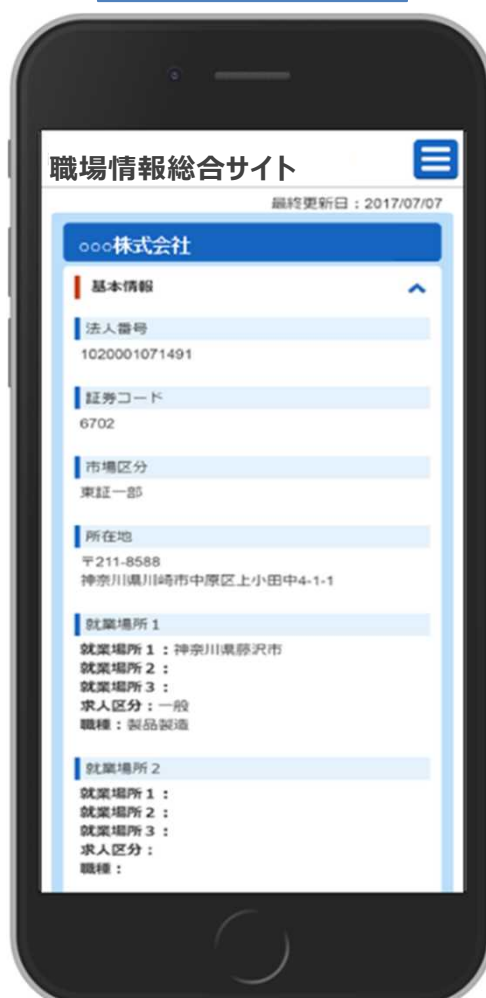 職場情報総合サイト
最終更新日：2017/07/07
○○○株式会社
基本情報
法人番号
1020001071491
証券コード
6702
市場区分
東証一部
所在地
〒211-8588
神奈川県川崎市中原区上小田中4-1-1
就業場所1
就業場所1：神奈川県藤沢市
就業場所2：
就業場所3：
求人区分：一般
職種：製品製造
就業場所2
就業場所1：
就業場所2：
就業場所3：
求人区分：
職種：